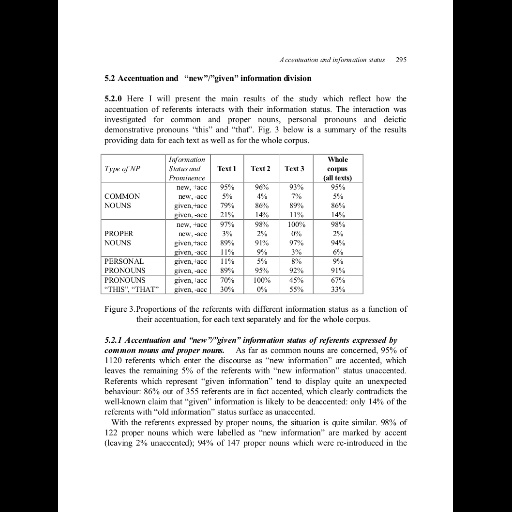 Accentuation and information status 295
5.2 Accentuation and "new"/"given" information division
5.2.0 Here I will present the main results of the study which reflect how the
accentuation of referents interacts with their information status. The interaction was
investigated for common and proper nouns, personal pronouns and deictic
demonstrative pronouns "this" and "that". Fig. 3 below is a summary of the results
providing data for each text as well as for the whole corpus.
Type of NP Information Status and Prominence Text 1 Text 2 Text 3 Whole corpus (all texts)
COMMON NOUNS new, +acc 95% 96% 93% 95%
new, -acc 5% 4% 7% 5%
given,+acc 79% 86% 89% 86%
given, -acc 21% 14% 11% 14%
PROPER NOUNS new, +acc 97% 98% 100% 98%
new, -acc 3% 2% 0% 2%
given,+acc 89% 91% 97% 94%
given, -acc 11% 9% 3% 6%
PERSONAL PRONOUNS given,+acc 11% 5% 8% 9%
given, -acc 89% 95% 92% 91%
PRONOUNS "THIS", "THAT" given, +acc 70% 100% 45% 67%
given, -acc 30% 0% 55% 33%
Figure 3.Proportions of the referents with different information status as a function of
their accentuation, for each text separately and for the whole corpus.
5.2.1 Accentuation and "new"/"given" information status of referents expressed by
common nouns and proper nouns. As far as common nouns are concerned, 95% of
1120 referents which enter the discourse as "new information" are accented, which
leaves the remaining 5% of the referents with "new information" status unaccented.
Referents which represent "given information" tend to display quite an unexpected
behaviour: 86% out of 355 referents are in fact accented, which clearly contradicts the
well-known claim that "given" information is likely to be deaccented: only 14% of the
referents with "old information" status surface as unaccented.
With the referents expressed by proper nouns, the situation is quite similar. 98% of
122 proper nouns which were labelled as "new information" are marked by accent
(leaving 2% unaccented); 94% of 147 proper nouns which were re-introduced in the